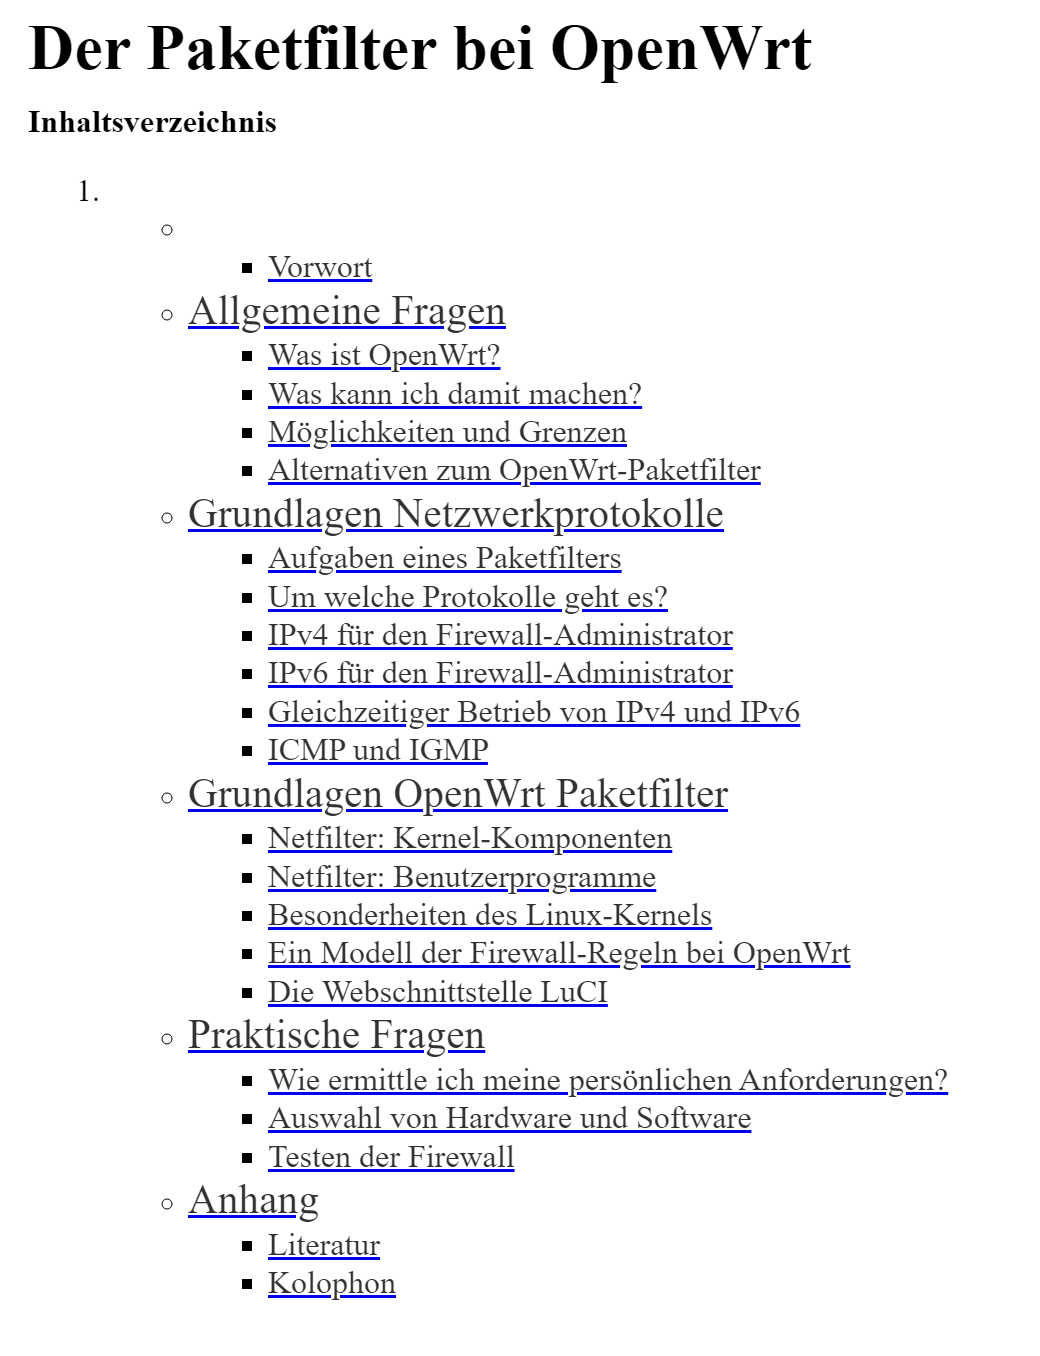 Der Paketfilter bei OpenWrt
Inhaltsverzeichnis
1.
Vorwort
Allgemeine Fragen
Was ist OpenWrt?
Was kann ich damit machen?
Möglichkeiten und Grenzen
Alternativen zum OpenWrt-Paketfilter
Grundlagen Netzwerkprotokolle
Aufgaben eines Paketfilters
Um welche Protokolle geht es?
IPv4 für den Firewall-Administrator
IPv6 für den Firewall-Administrator
Gleichzeitiger Betrieb von IPv4 und IPv6
ICMP und IGMP
Grundlagen OpenWrt Paketfilter
Netfilter: Kernel-Komponenten
Netfilter: Benutzerprogramme
Besonderheiten des Linux-Kernels
Ein Modell der Firewall-Regeln bei OpenWrt
Die Webschnittstelle LuCI
Praktische Fragen
Wie ermittle ich meine persönlichen Anforderungen?
Auswahl von Hardware und Software
Testen der Firewall
Anhang
Literatur
Kolophon